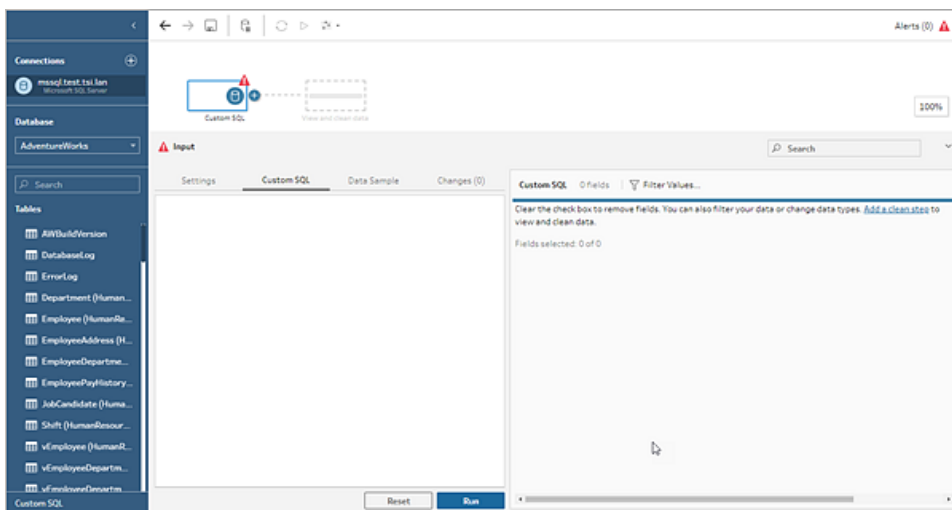 Alerts (0)
Connections
mssql.test.tsi.lan
Microsoft SQL Server
Database
AdventureWorks
Search
Tables
AWBuildVersion
DatabaseLog
ErrorLog
Department (Human...
Employee (HumanRe...
EmployeeAddress (H...
EmployeeDepartme...
EmployeePayHistory...
JobCandidate (Huma...
Shift (HumanResour...
vEmployee (HumanR...
vEmployeeDepartm...
vEmployeeDepartm...
Custom SQL
Custom SQL
View and clean data
100%
Input
Search
Settings Custom SQL Data Sample Changes (0)
Reset Run
Custom SQL 0 fields Filter Values...
Clear the check box to remove fields. You can also filter your data or change data types. Add a clean step to
view and clean data.
Fields selected: 0 of 0